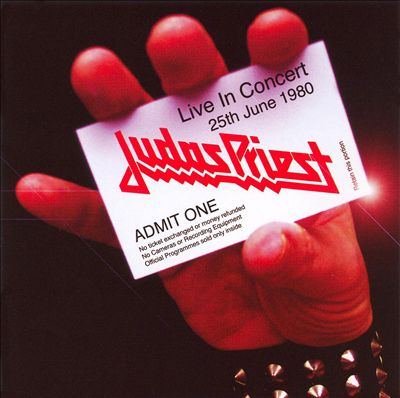 Live In Concert
25th June 1980
Judas Priest
ADMIT ONE
No ticket exchanged or money refunded
No Cameras or Recording Equipment
Official Programmes sold only inside
Retain this portion